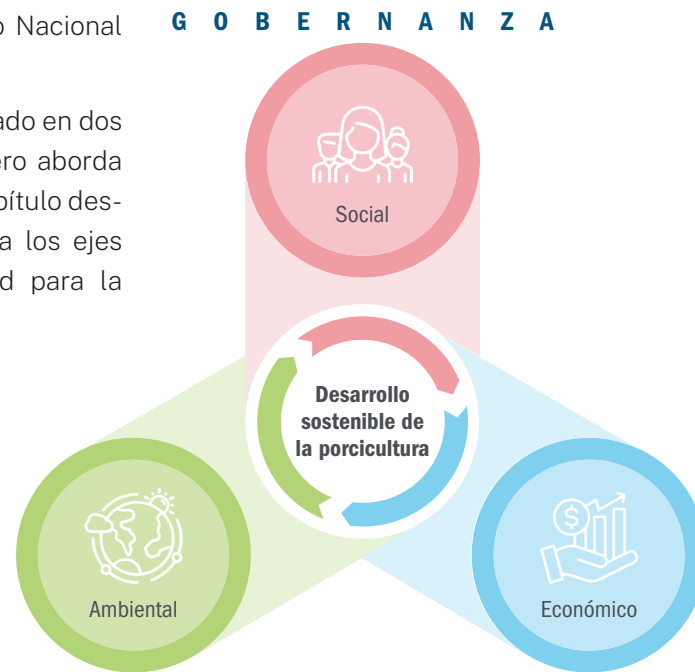 o Nacional
ado en dos
ero aborda
pítulo des-
a los ejes
d para la
GOBERNANZA
Social
Desarrollo
sostenible de
la porcicultura
Ambiental
Económico
$